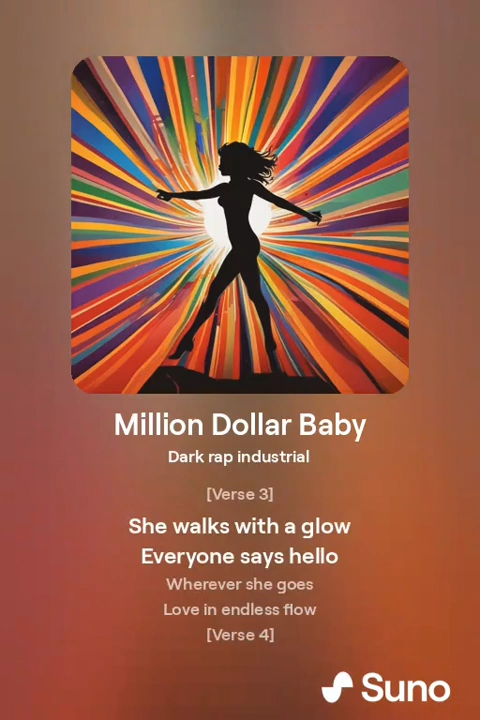 Million Dollar Baby
Dark rap industrial
[Verse 3]
She walks with a glow
Everyone says hello
Wherever she goes
Love in endless flow
[Verse 4]
Suno